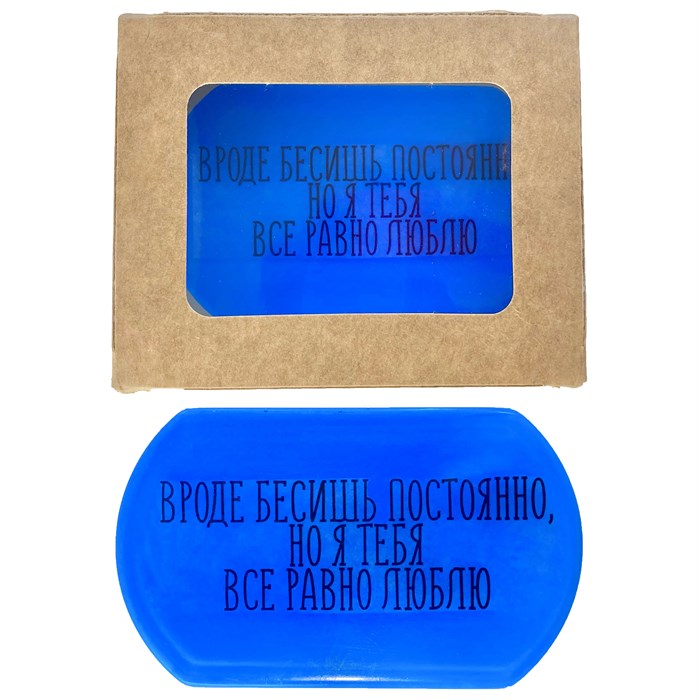 ВРОДЕ БЕСИШЬ ПОСТОЯНН
НО Я ТЕБЯ
ВСЕ РАВНО ЛЮБЛЮ
ВРОДЕ БЕСИШЬ ПОСТОЯННО,
НО Я ТЕБЯ
ВСЕ РАВНО ЛЮБЛЮ